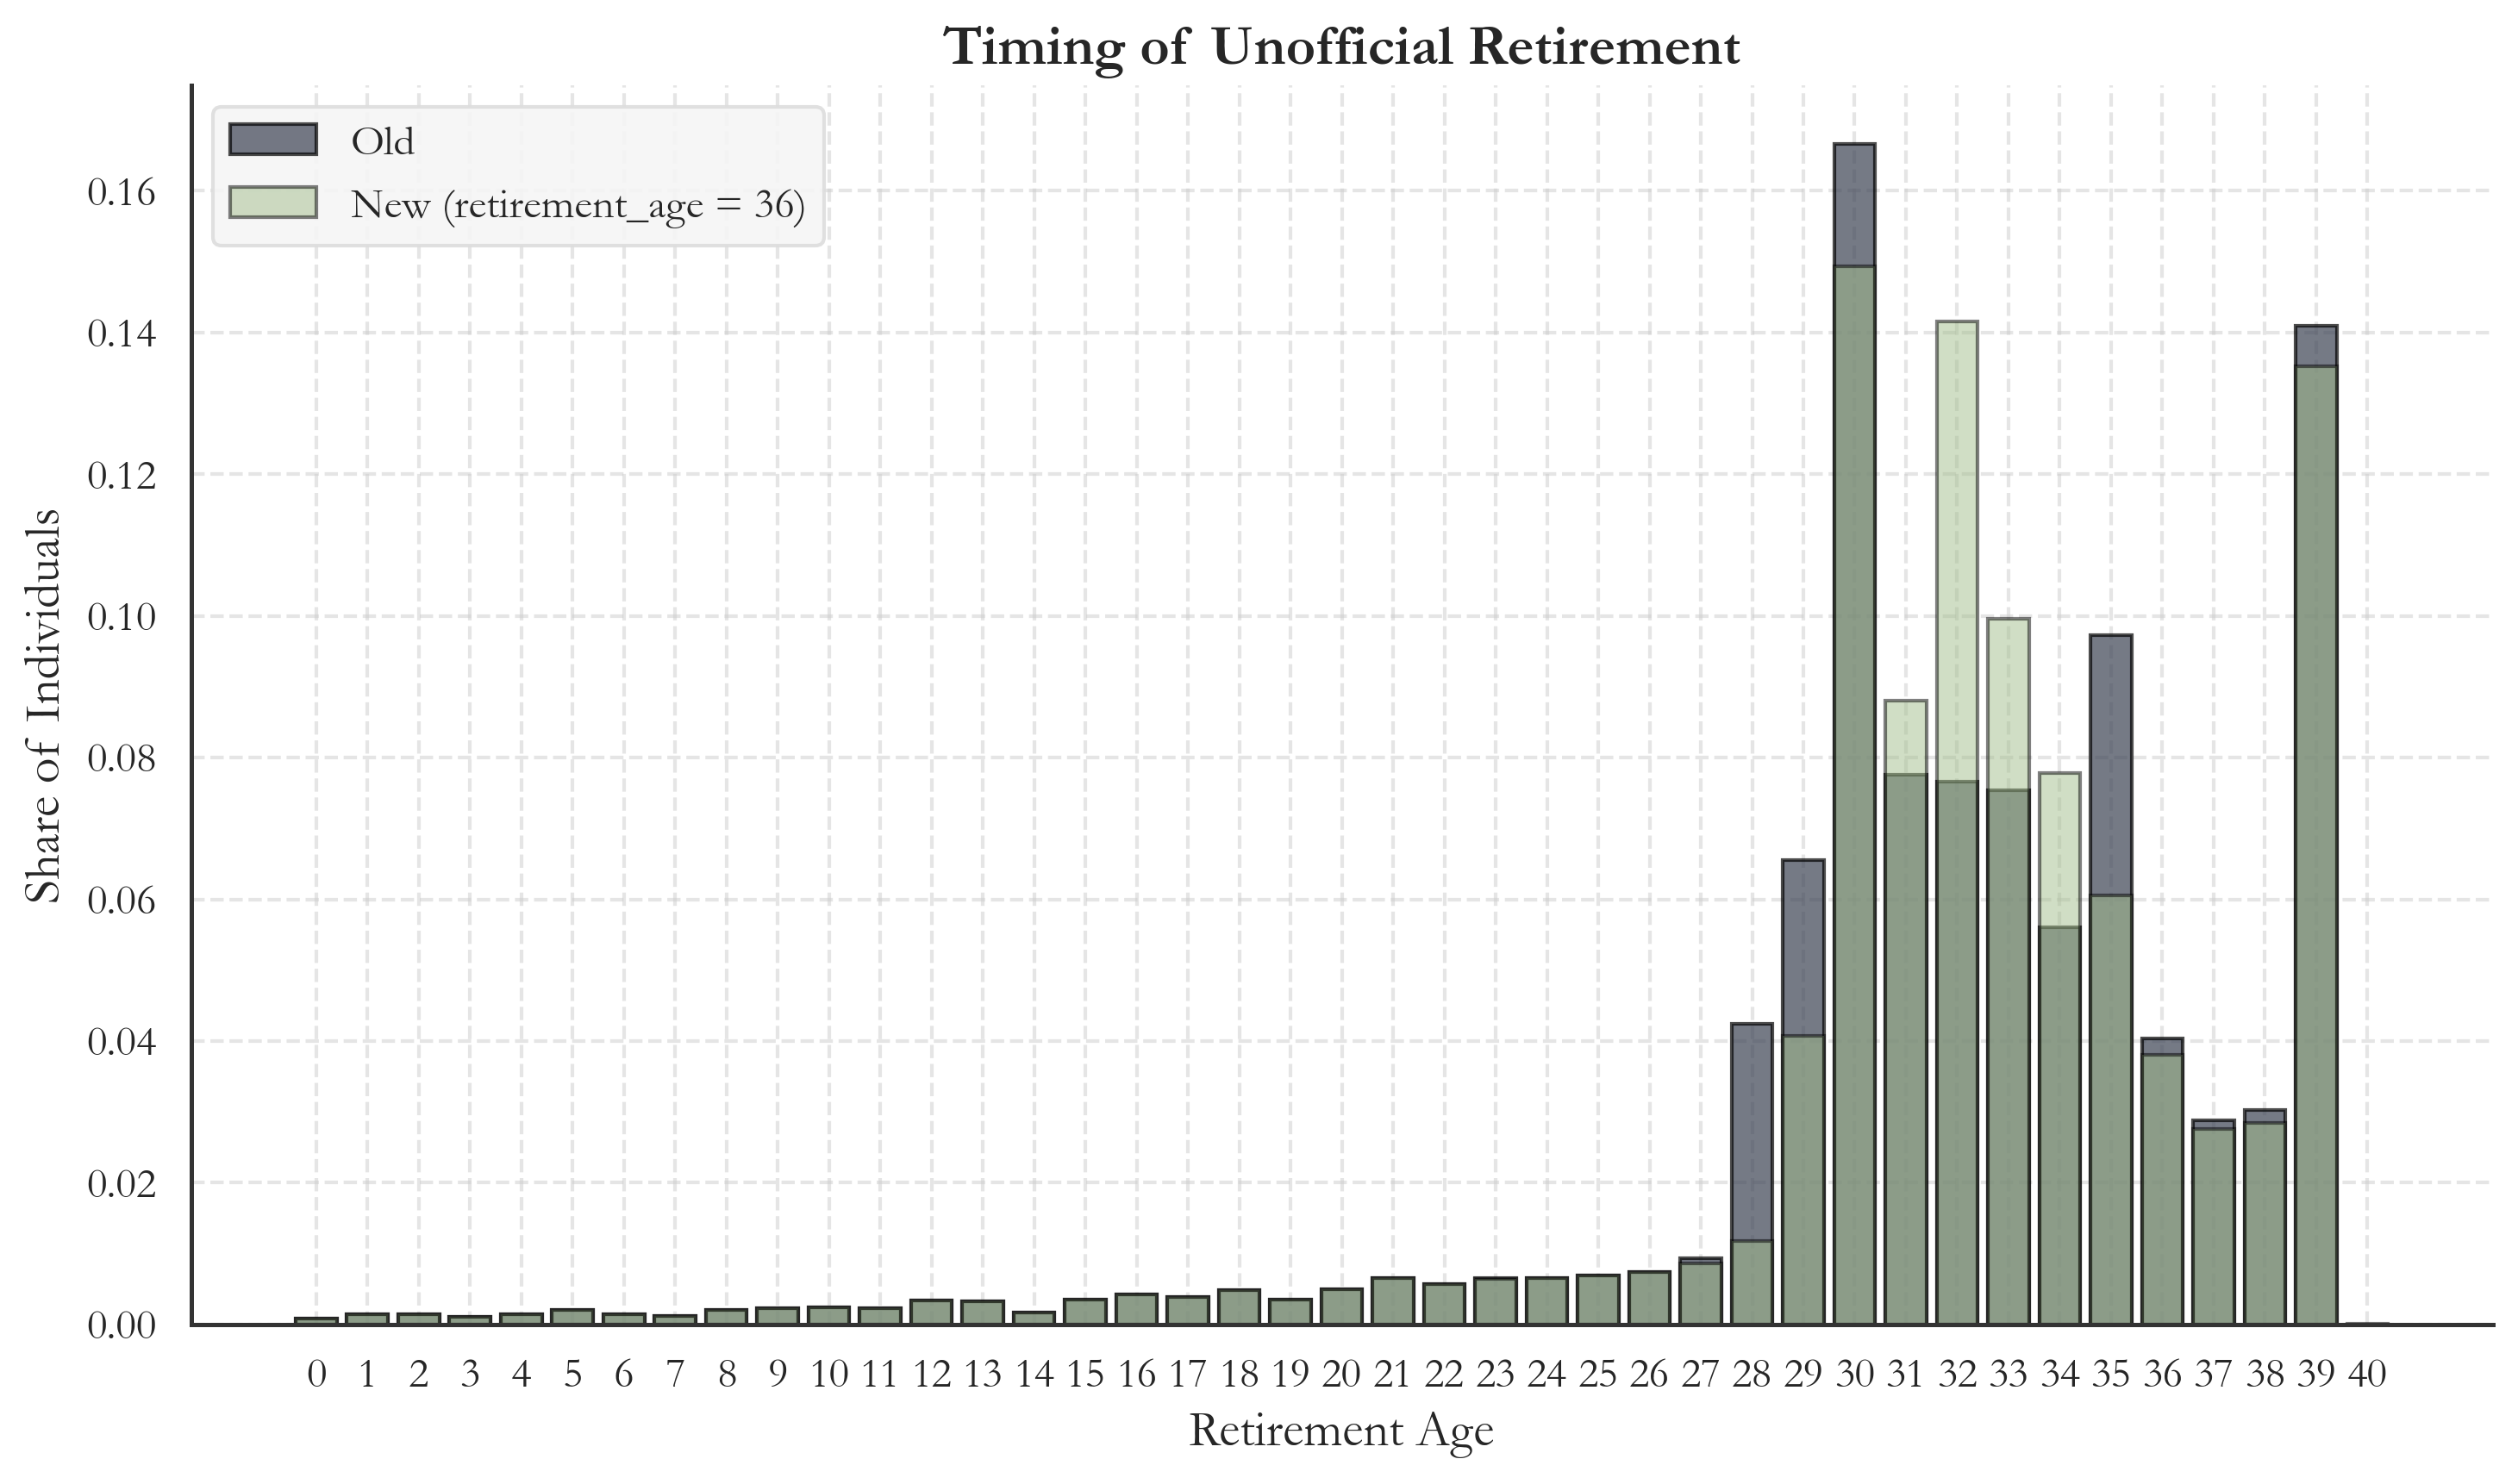 Timing of Unofficial Retirement
Old
New (retirement_age = 36)
0.16
0.14
0.12
0.10
0.08
0.06
0.04
0.02
0.00
Share of Individuals
0 1 2 3 4 5 6 7 8 9 10 11 12 13 14 15 16 17 18 19 20 21 22 23 24 25 26 27 28 29 30 31 32 33 34 35 36 37 38 39 40
Retirement Age